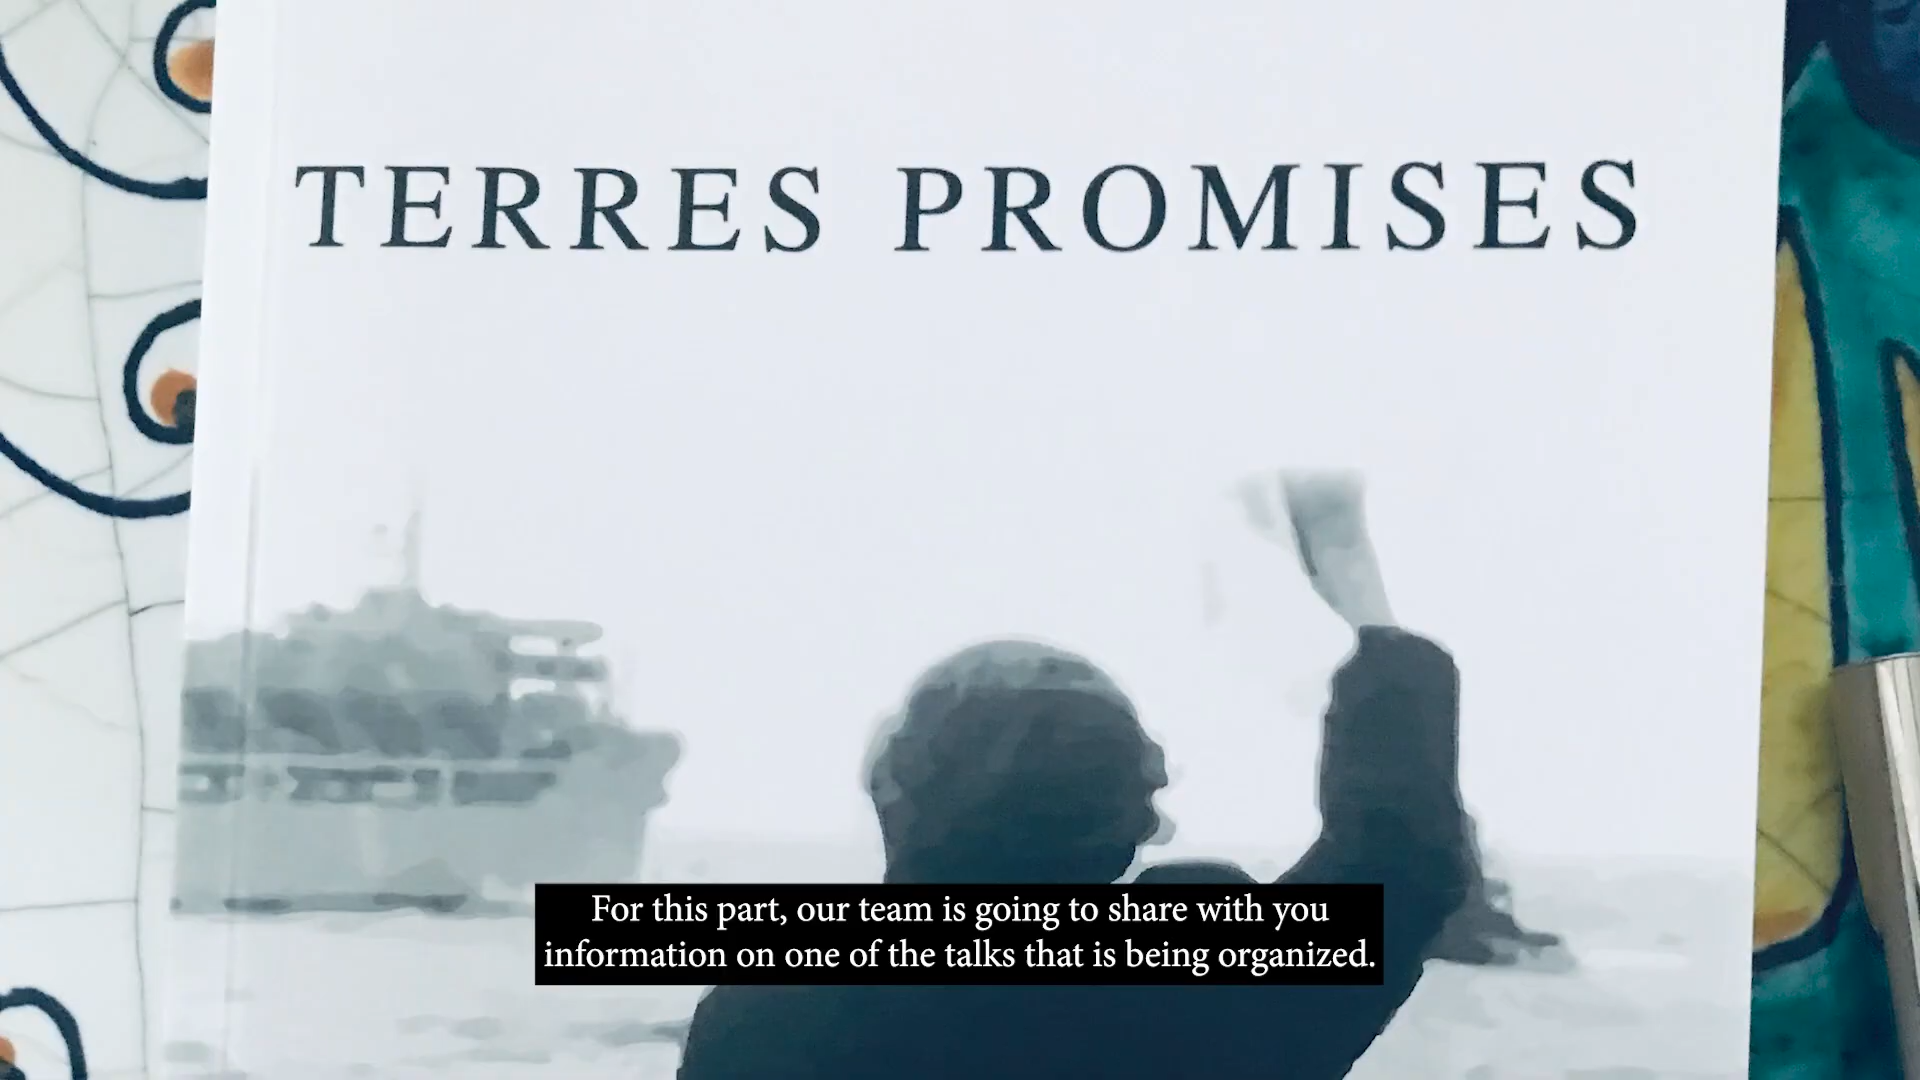 TERRES PROMISES
For this part, our team is going to share with you
information on one of the talks that is being organized.